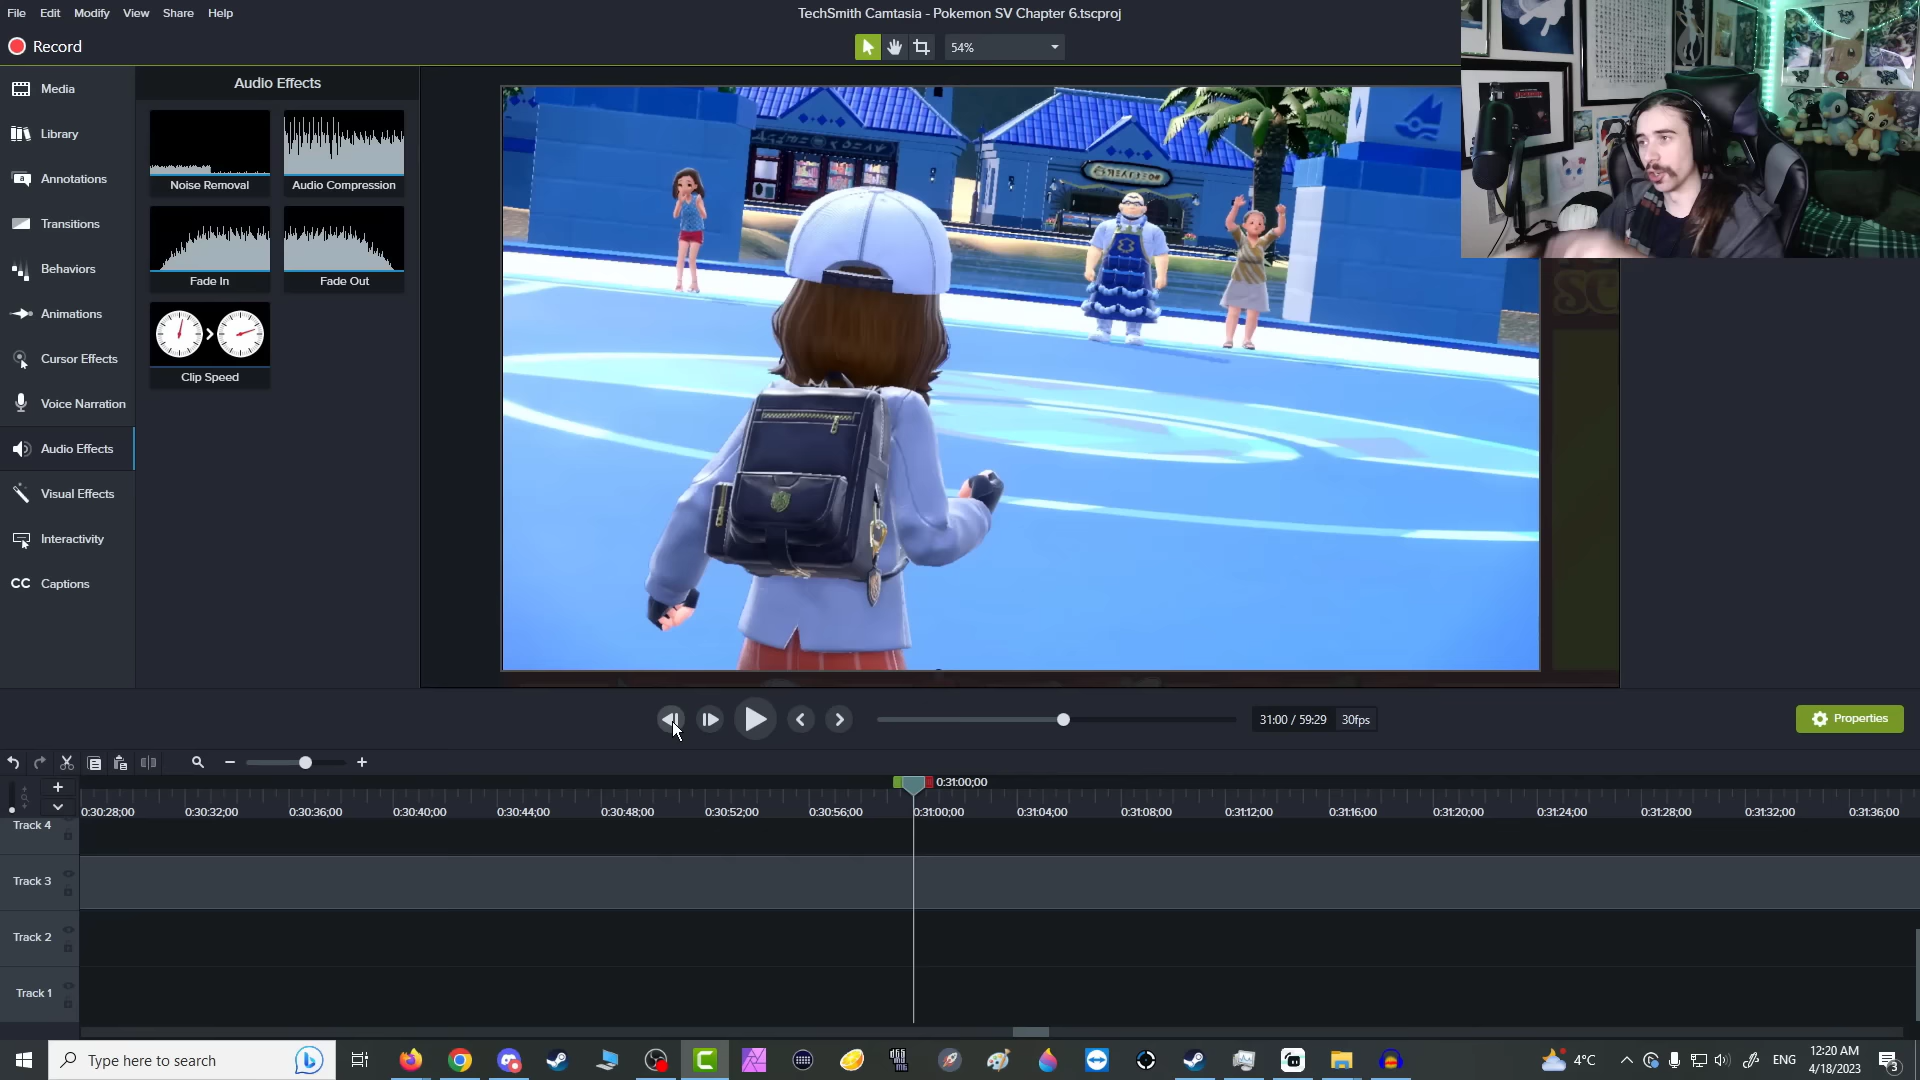 File Edit Modify View Share Help
TechSmith Camtasia - Pokemon SV Chapter 6.tscproj
Record
54%
Media
Library
Annotations
Transitions
Behaviors
Animations
Cursor Effects
Voice Narration
Audio Effects
Visual Effects
Interactivity
CC Captions
Audio Effects
Noise Removal
Audio Compression
Fade In
Fade Out
Clip Speed
31:00 / 59:29
30fps
Properties
0:31:00;00
0:30:28;00 0:30:32;00 0:30:36;00 0:30:40;00 0:30:44;00 0:30:48;00 0:30:52;00 0:30:56;00 0:31:00;00 0:31:04;00 0:31:08;00 0:31:12;00 0:31:16;00 0:31:20;00 0:31:24;00 0:31:28;00 0:31:32;00 0:31:36;00
Track 4
Track 3
Track 2
Track 1
Type here to search
4°C
ENG
12:20 AM
4/18/2023
3